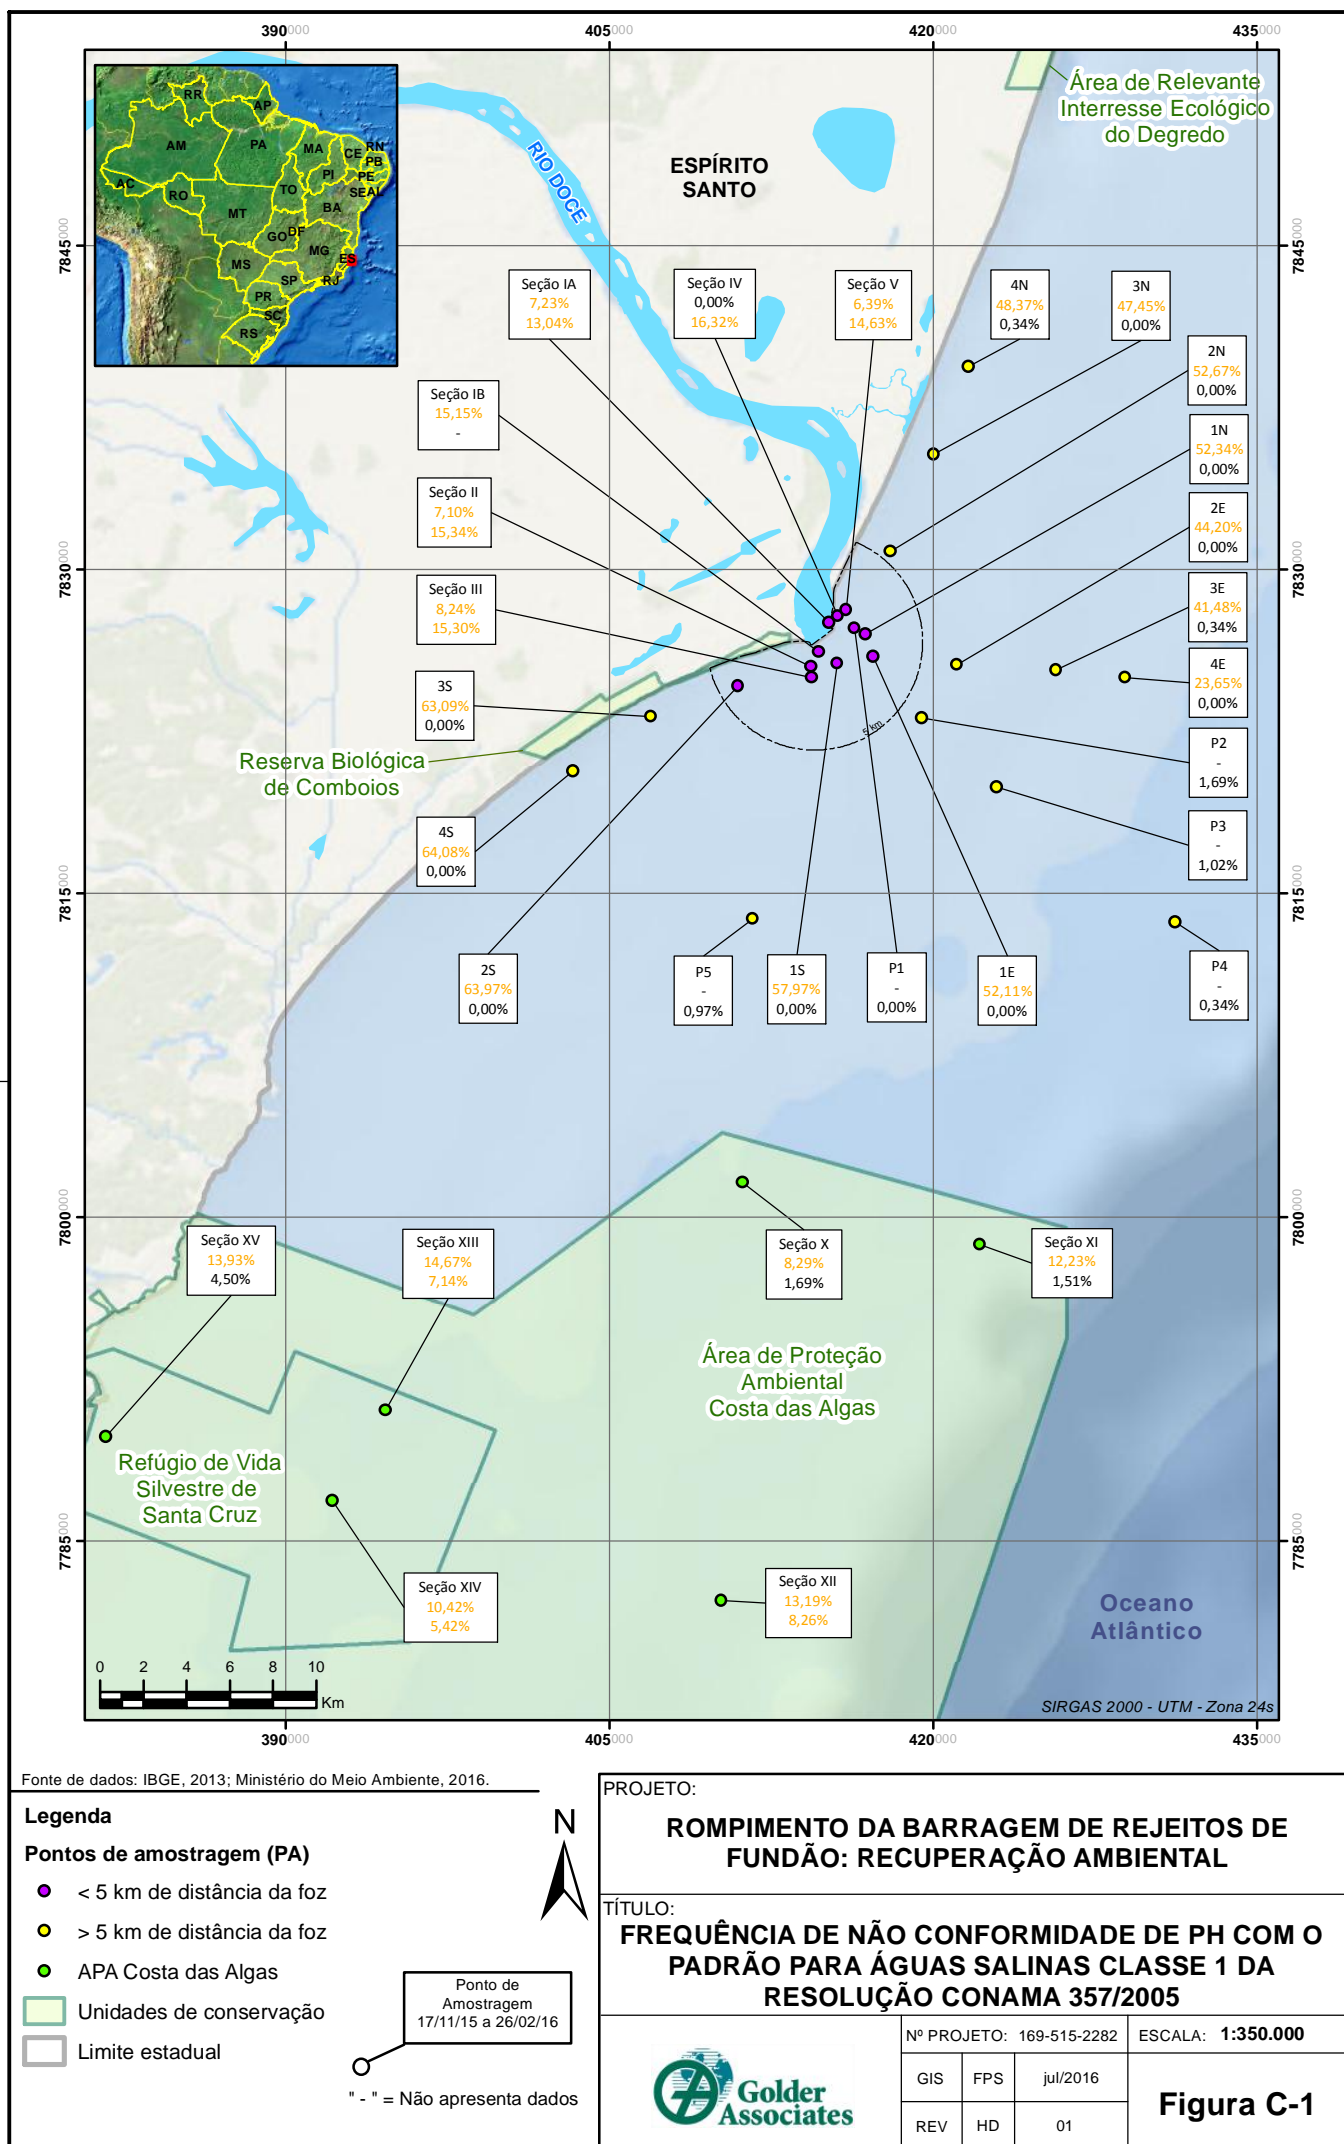 390000
405000
420000
435000
7845000
7830000
7815000
7800000
7785000
RR
AP
AM
PA
MA
CE
RN
PB
PE
AL
SE
PI
AC
RO
TO
BA
MT
GO
DF
MG
ES
MS
SP
RJ
PR
SC
RS
RIO DOCE
ESPÍRITO
SANTO
Área de Relevante
Interresse Ecológico
do Degredo
Seção IA
7,23%
13,04%
Seção IV
0,00%
16,32%
Seção V
6,39%
14,63%
4N
48,37%
0,34%
3N
47,45%
0,00%
2N
52,67%
0,00%
Seção IB
15,15%
-
1N
52,34%
0,00%
Seção II
7,10%
15,34%
2E
44,20%
0,00%
Seção III
8,24%
15,30%
3E
41,48%
0,34%
3S
63,09%
0,00%
4E
23,65%
0,00%
5 km
Reserva Biológica
de Comboios
P2
-
1,69%
4S
64,08%
0,00%
P3
-
1,02%
2S
63,97%
0,00%
P5
-
0,97%
1S
57,97%
0,00%
P1
-
0,00%
1E
52,11%
0,00%
P4
-
0,34%
Seção XV
13,93%
4,50%
Seção XIII
14,67%
7,14%
Seção X
8,29%
1,69%
Seção XI
12,23%
1,51%
Área de Proteção
Ambiental
Costa das Algas
Refúgio de Vida
Silvestre de
Santa Cruz
Seção XIV
10,42%
5,42%
Seção XII
13,19%
8,26%
Oceano
Atlântico
0 2 4 6 8 10
Km
SIRGAS 2000 - UTM - Zona 24s
390000
405000
420000
435000
7845000
7830000
7815000
7800000
7785000
Fonte de dados: IBGE, 2013; Ministério do Meio Ambiente, 2016.
Legenda
Pontos de amostragem (PA)
< 5 km de distância da foz
> 5 km de distância da foz
APA Costa das Algas
Unidades de conservação
Limite estadual
N
Ponto de
Amostragem
17/11/15 a 26/02/16
" - " = Não apresenta dados
PROJETO:
ROMPIMENTO DA BARRAGEM DE REJEITOS DE
FUNDÃO: RECUPERAÇÃO AMBIENTAL
TÍTULO:
FREQUÊNCIA DE NÃO CONFORMIDADE DE PH COM O
PADRÃO PARA ÁGUAS SALINAS CLASSE 1 DA
RESOLUÇÃO CONAMA 357/2005
Golder
Associates
Nº PROJETO: 169-515-2282
ESCALA: 1:350.000
GIS FPS jul/2016
REV HD 01
Figura C-1